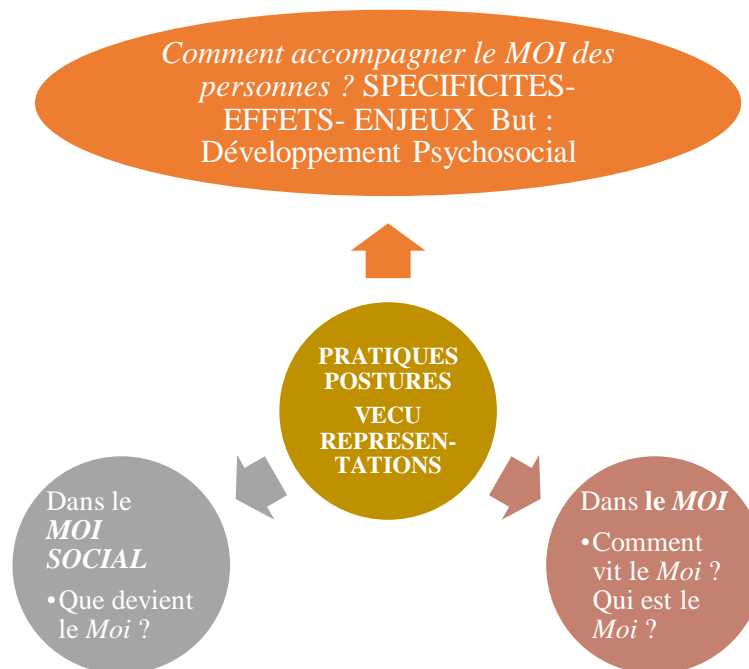 Comment accompagner le MOI des
personnes ? SPECIFICITES-
EFFETS- ENJEUX But :
Développement Psychosocial
PRATIQUES
POSTURES
VECU
REPRESEN-
TATIONS
Dans le
MOI
SOCIAL
•Que devient
le Moi ?
Dans le MOI
•Comment
vit le Moi ?
Qui est le
Moi ?